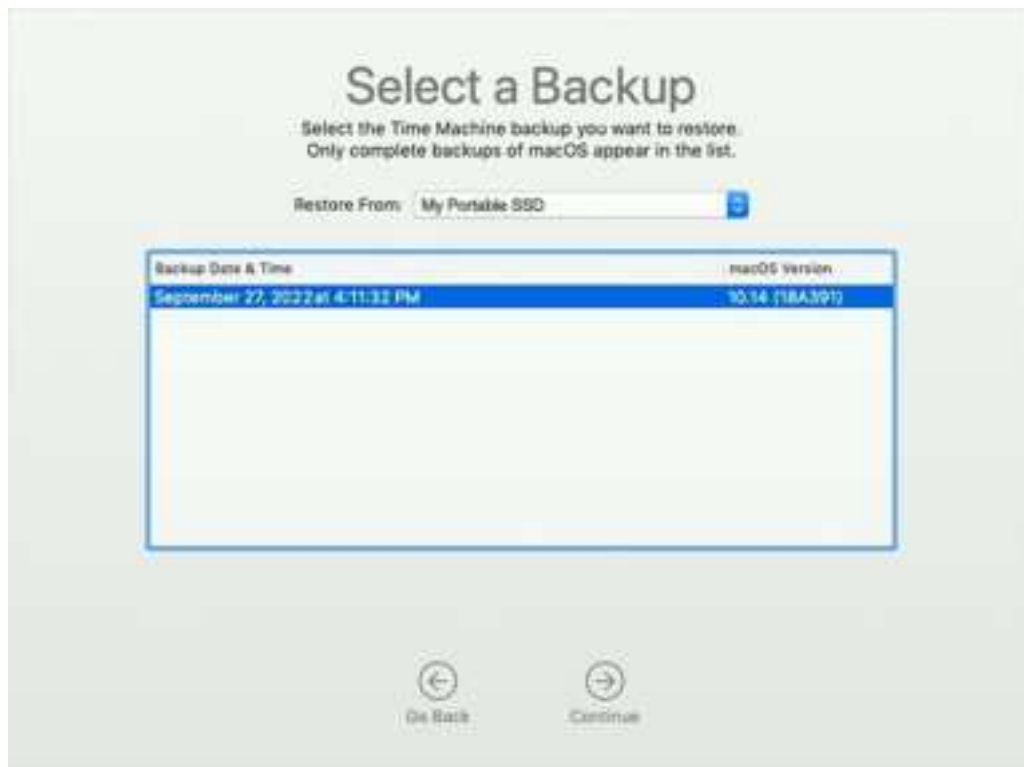 Select a Backup
Select the Time Machine backup you want to restore.
Only complete backups of macOS appear in the list.
Restore From: My Portable SSD
Backup Date & Time macOS Version
September 27, 2022 at 4:11:32 PM 10.14 (18A391)
Go Back Continue